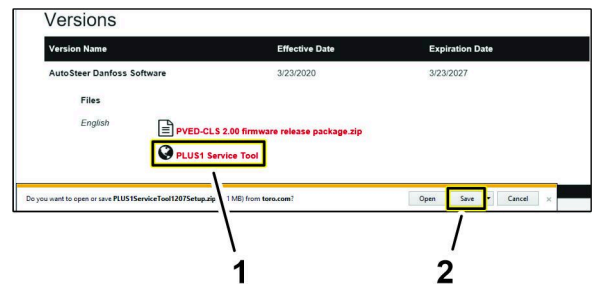 Versions
Version Name Effective Date Expiration Date
AutoSteer Danfoss Software 3/23/2020 3/23/2027
Files
English
PVED-CLS 2.00 firmware release package.zip
PLUS1 Service Tool
Do you want to open or save PLUS1ServiceTool1207Setup.zip 1 MB) from toro.com? Open Save Cancel x
1 2